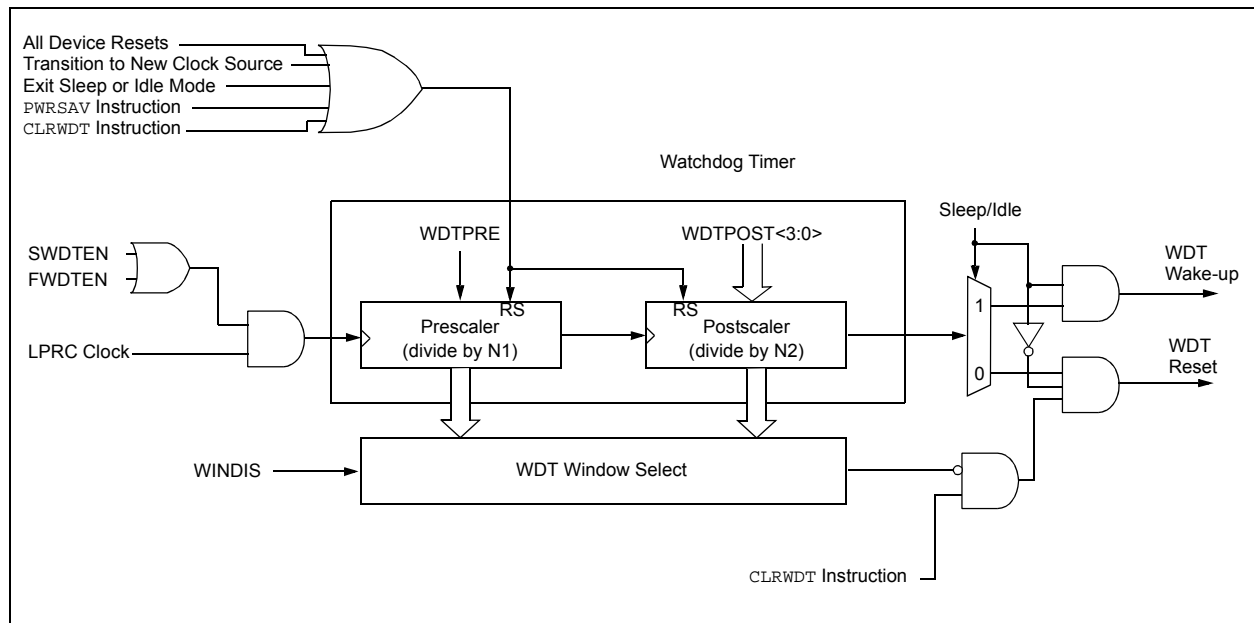 All Device Resets
Transition to New Clock Source
Exit Sleep or Idle Mode
PWRSAV Instruction
CLRWDT Instruction
Watchdog Timer
Sleep/Idle
WDTPRE
WDTPOST<3:0>
SWDTEN
FWDTEN
WDT
Wake-up
RS
RS
1
Prescaler
(divide by N1)
Postscaler
(divide by N2)
LPRC Clock
WDT
Reset
0
WINDIS
WDT Window Select
CLRWDT Instruction